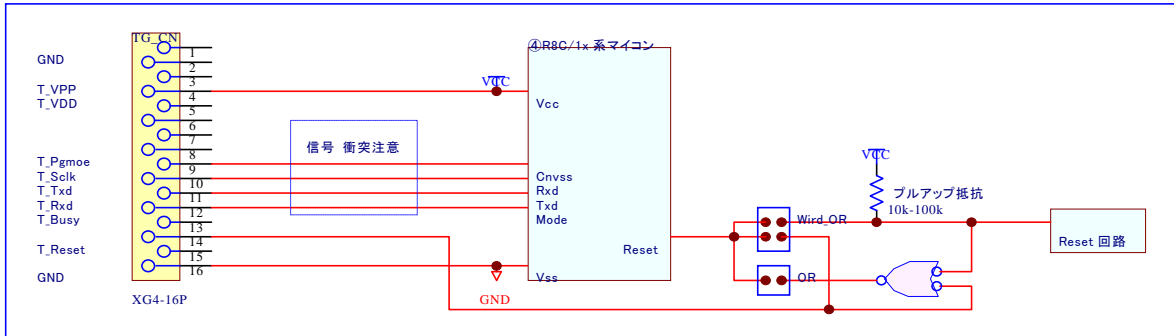 TG_CN
GND
T_VPP
T_VDD
T_Pgmoe
T_Sclk
T_Txd
T_Rxd
T_Busy
T_Reset
GND
1
2
3
4
5
6
7
8
9
10
11
12
13
14
15
16
XG4-16P
信号 衝突注意
VCC
GND
④R8C/1x 系マイコン
Vcc
Cnvss
Rxd
Txd
Mode
Reset
Vss
Wird_OR
OR
VCC
プルアップ抵抗
10k-100k
Reset 回路